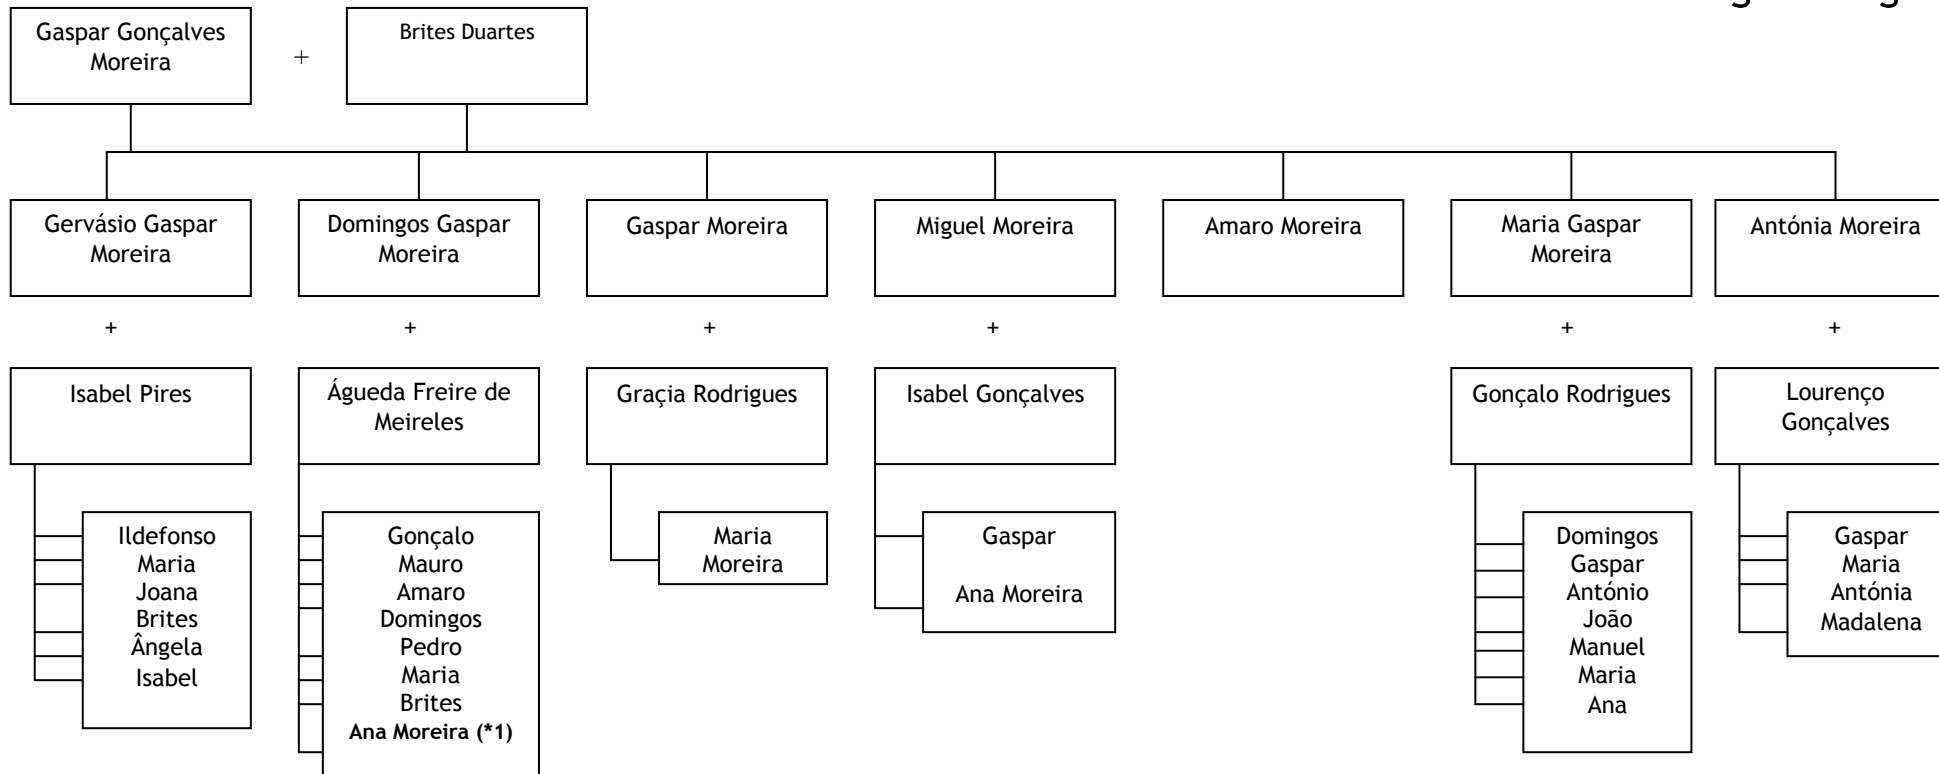 Gaspar Gonçalves
Moreira
+
Brites Duartes
Gervásio Gaspar
Moreira
Domingos Gaspar
Moreira
Gaspar Moreira
Miguel Moreira
Amaro Moreira
Maria Gaspar
Moreira
Antónia Moreira
+
+
+
+
+
+
Isabel Pires
Águeda Freire de
Meireles
Graçia Rodrigues
Isabel Gonçalves
Gonçalo Rodrigues
Lourenço
Gonçalves
Ildefonso
Maria
Joana
Brites
Ângela
Isabel
Gonçalo
Mauro
Amaro
Domingos
Pedro
Maria
Brites
Ana Moreira (*1)
Maria
Moreira
Gaspar
Ana Moreira
Domingos
Gaspar
António
João
Manuel
Maria
Ana
Gaspar
Maria
Antónia
Madalena